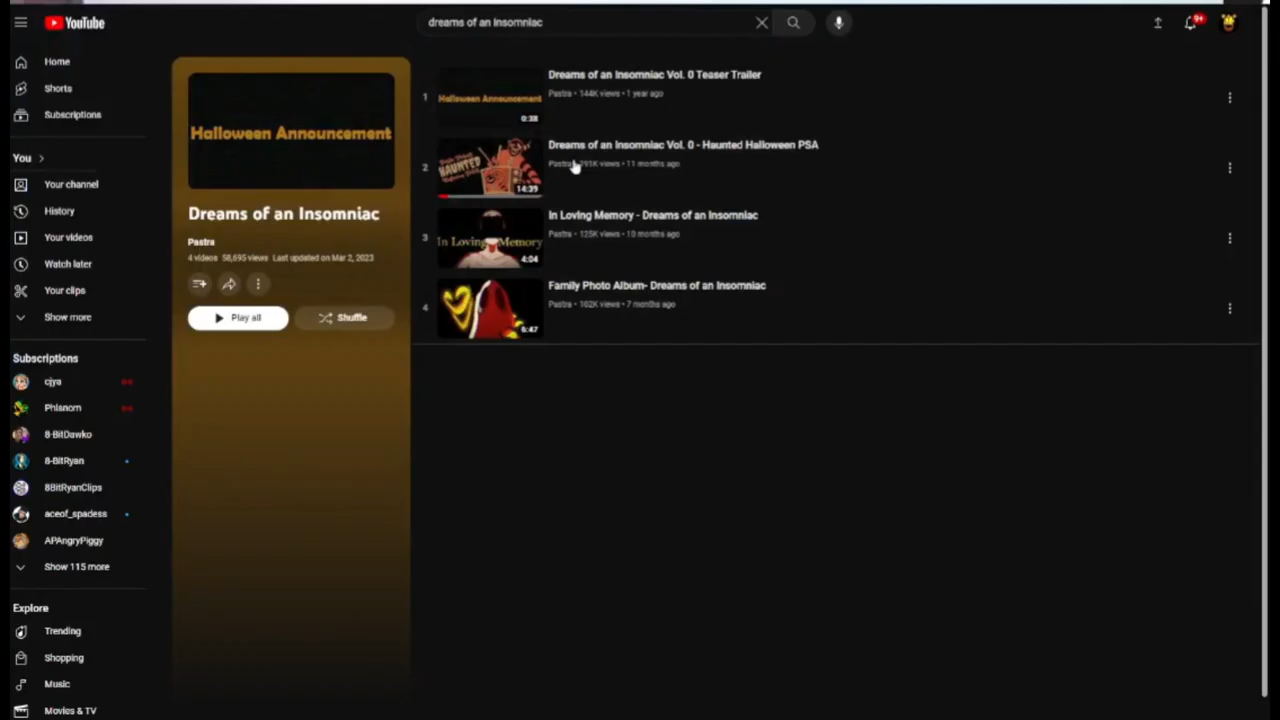 YouTube
dreams of an insomniac
9+
Home
Shorts
Subscriptions
You
Your channel
History
Your videos
Watch later
Your clips
Show more
Subscriptions
cjya
Phisnom
8-BitDawko
8-BitRyan
8BitRyanClips
aceof_spadess
APAngryPiggy
Show 115 more
Explore
Trending
Shopping
Music
Movies & TV
Halloween Announcement
Dreams of an Insomniac
Pastra
4 videos 58,695 views Last updated on Mar 2, 2023
Play all
Shuffle
1
Halloween Announcement
0:38
Dreams of an Insomniac Vol. 0 Teaser Trailer
Pastra • 144K views • 1 year ago
2
HAUNTED
14:39
Dreams of an Insomniac Vol. 0 - Haunted Halloween PSA
Pastra views • 11 months ago
3
In Loving Memory
4:04
In Loving Memory - Dreams of an Insomniac
Pastra • 125K views • 10 months ago
4
6:47
Family Photo Album- Dreams of an Insomniac
Pastra • 102K views • 7 months ago